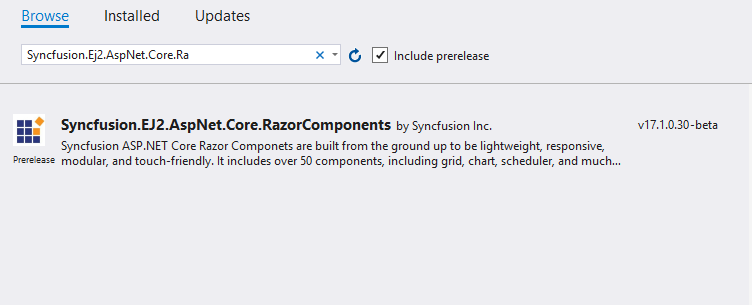 Browse Installed Updates
Syncfusion.Ej2.AspNet.Core.Ra Include prerelease
Syncfusion.EJ2.AspNet.Core.RazorComponents by Syncfusion Inc. v17.1.0.30-beta
Prerelease
Syncfusion ASP.NET Core Razor Componets are built from the ground up to be lightweight, responsive,
modular, and touch-friendly. It includes over 50 components, including grid, chart, scheduler, and much...